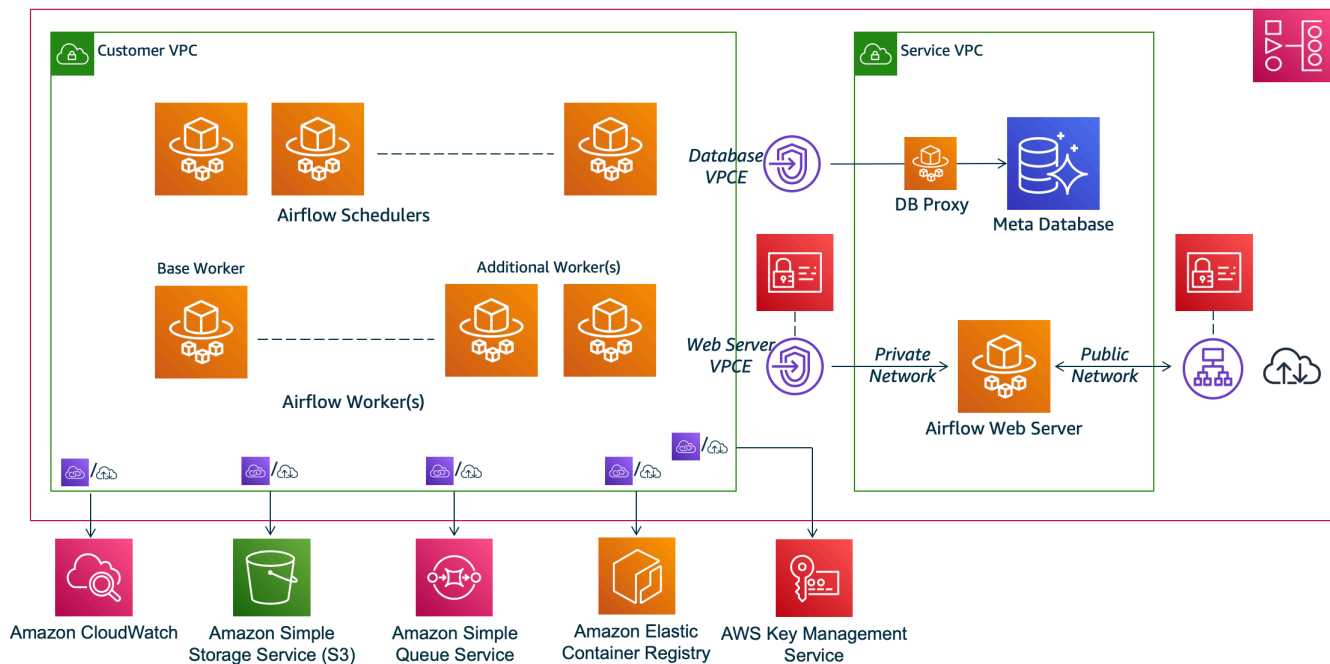 Customer VPC
Service VPC
Database
VPCE
DB Proxy
Meta Database
Airflow Schedulers
Base Worker
Additional Worker(s)
Web Server
VPCE
Private
Network
Public
Network
Airflow Worker(s)
Airflow Web Server
/
/
/
/
/
Amazon CloudWatch
Amazon Simple
Storage Service (S3)
Amazon Simple
Queue Service
Amazon Elastic
Container Registry
AWS Key Management
Service